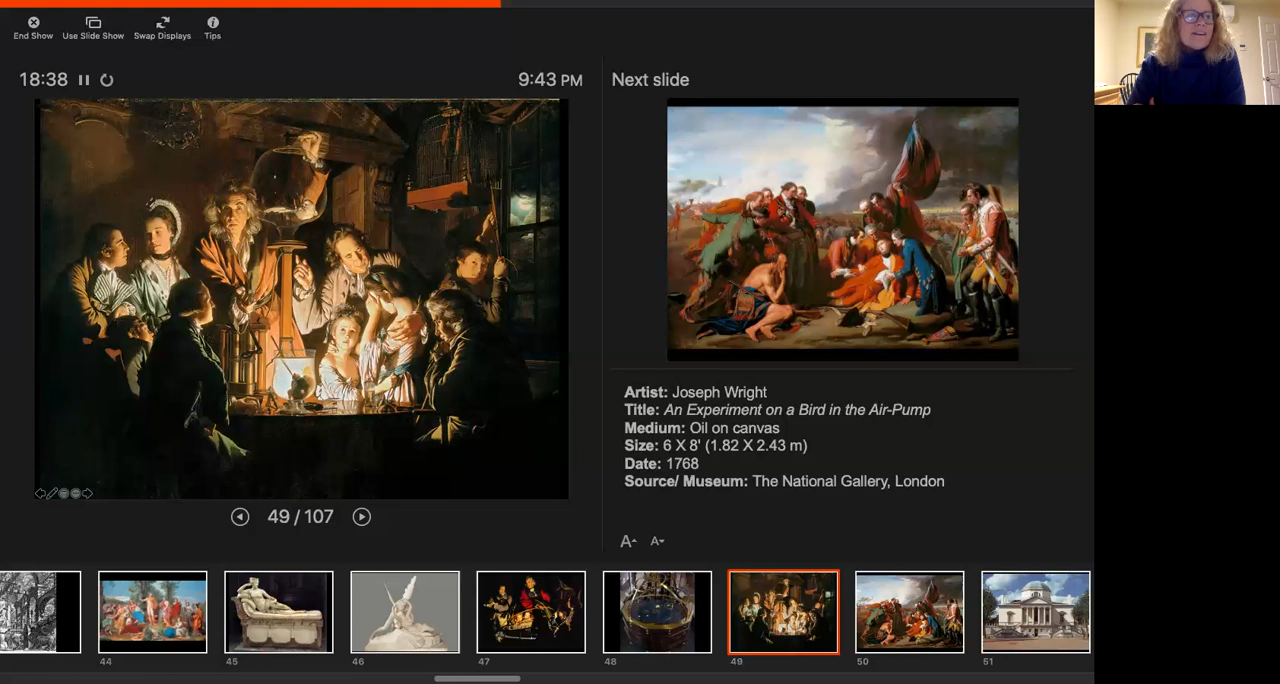 End Show
Use Slide Show
Swap Displays
Tips
18:38
9:43 PM
Next slide
Artist: Joseph Wright
Title: An Experiment on a Bird in the Air-Pump
Medium: Oil on canvas
Size: 6 X 8' (1.82 X 2.43 m)
Date: 1768
Source/ Museum: The National Gallery, London
49 / 107
A A
44
45
46
47
48
49
50
51